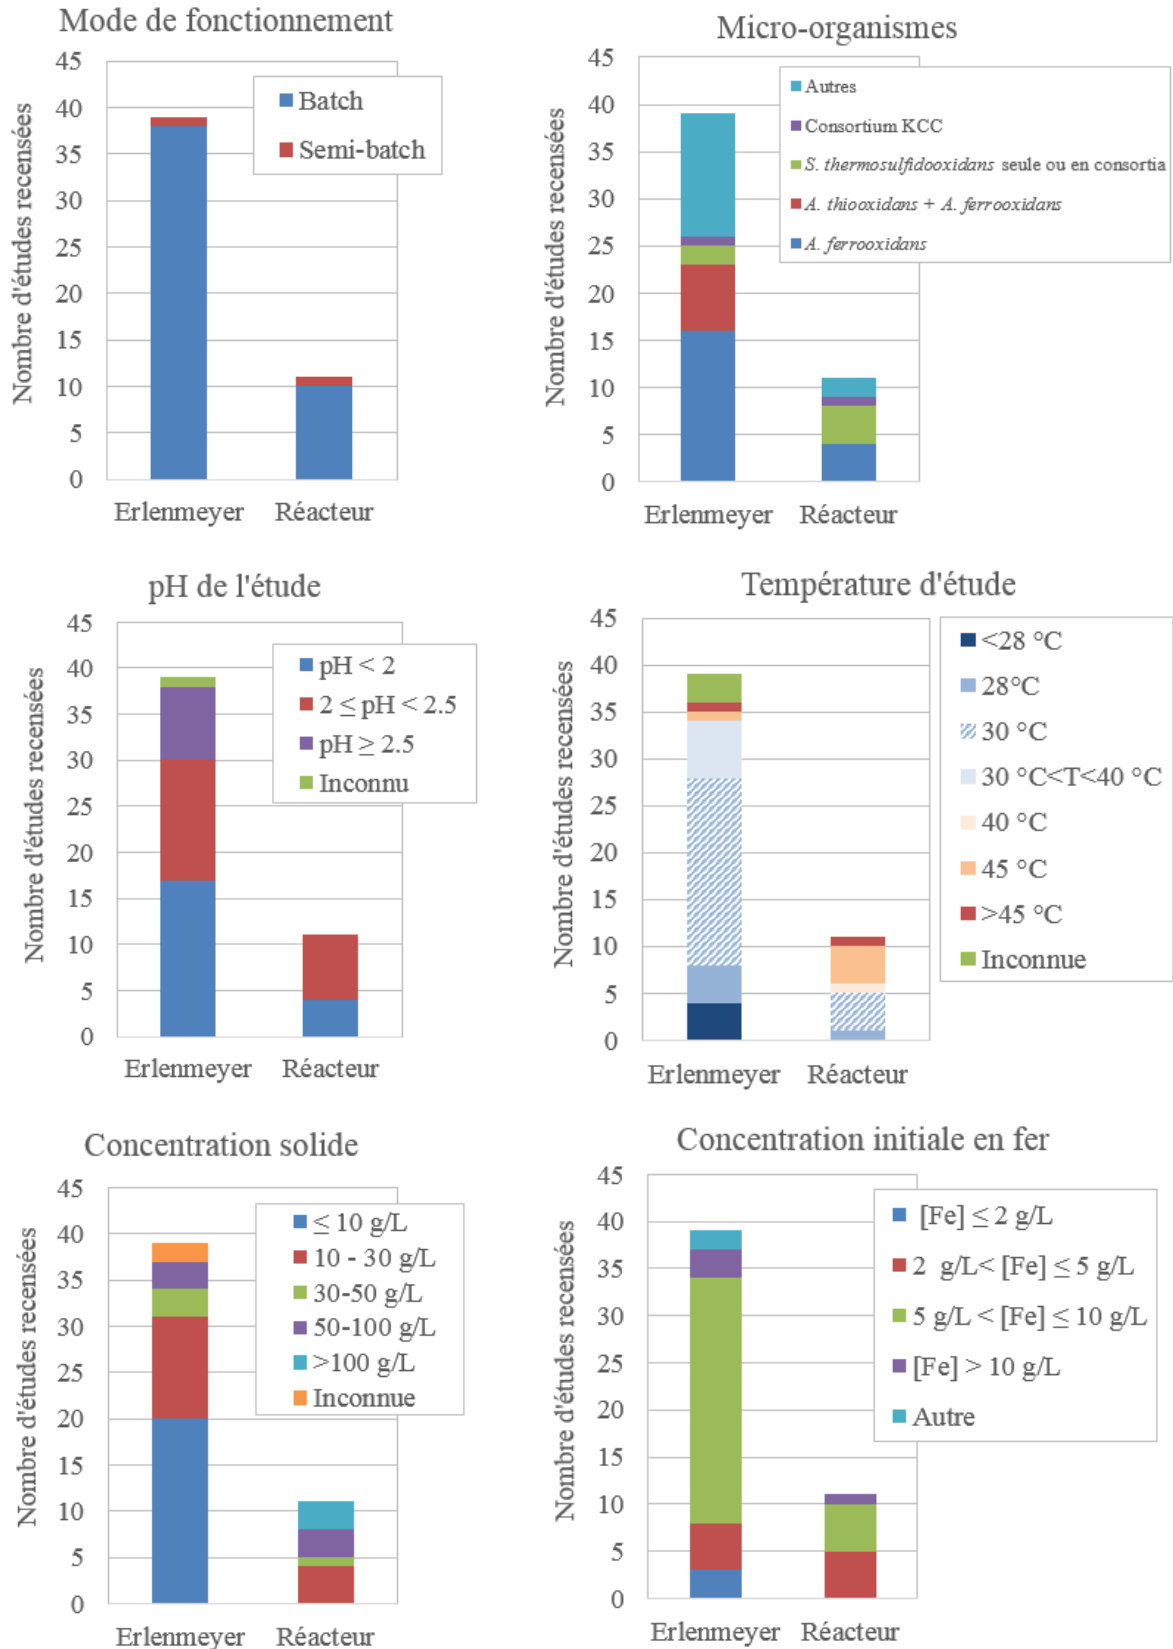 Mode de fonctionnement
Nombre d'études recensées
45
40
35
30
25
20
15
10
5
0
Batch
Semi-batch
Erlenmeyer
Réacteur
Micro-organismes
Nombre d'études recensées
45
40
35
30
25
20
15
10
5
0
Autres
Consortium KCC
S. thermosulfidooxidans seule ou en consortia
A. thiooxidans + A. ferrooxidans
A. ferrooxidans
Erlenmeyer
Réacteur
pH de l'étude
Nombre d'études recensées
45
40
35
30
25
20
15
10
5
0
pH < 2
2 ≤ pH < 2.5
pH ≥ 2.5
Inconnu
Erlenmeyer
Réacteur
Température d'étude
Nombre d'études recensées
45
40
35
30
25
20
15
10
5
0
<28 °C
28°C
30 °C
30 °C<T<40 °C
40 °C
45 °C
>45 °C
Inconnue
Erlenmeyer
Réacteur
Concentration solide
Nombre d'études recensées
45
40
35
30
25
20
15
10
5
0
≤ 10 g/L
10 - 30 g/L
30-50 g/L
50-100 g/L
>100 g/L
Inconnue
Erlenmeyer
Réacteur
Concentration initiale en fer
Nombre d'études recensées
45
40
35
30
25
20
15
10
5
0
[Fe] ≤ 2 g/L
2 g/L< [Fe] ≤ 5 g/L
5 g/L < [Fe] ≤ 10 g/L
[Fe] > 10 g/L
Autre
Erlenmeyer
Réacteur